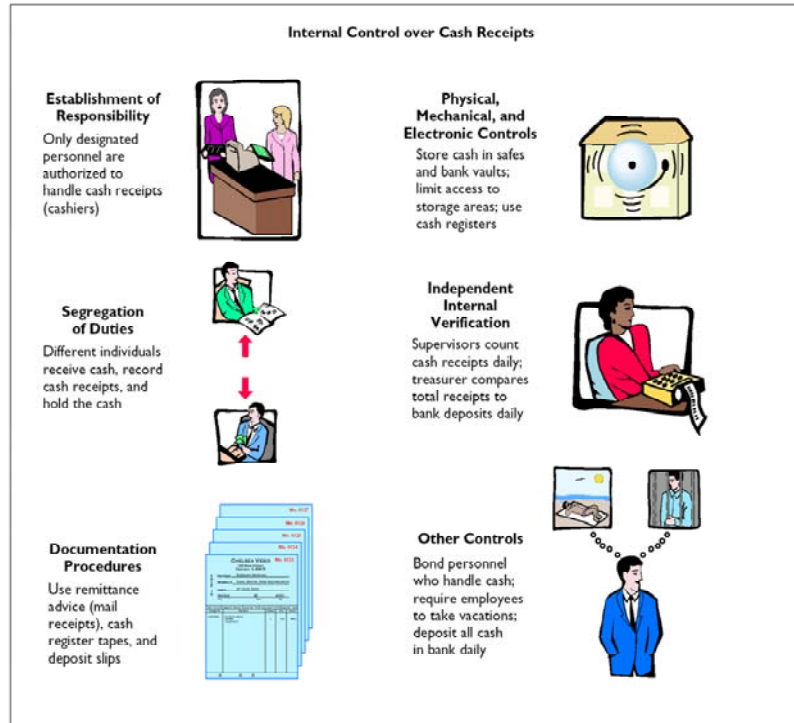 Internal Control over Cash Receipts
Establishment of
Responsibility
Only designated
personnel are
authorized to
handle cash receipts
(cashiers)
Physical,
Mechanical, and
Electronic Controls
Store cash in safes
and bank vaults;
limit access to
storage areas; use
cash registers
Segregation
of Duties
Different individuals
receive cash, record
cash receipts, and
hold the cash
Independent
Internal
Verification
Supervisors count
cash receipts daily;
treasurer compares
total receipts to
bank deposits daily
Documentation
Procedures
Use remittance
advice (mail
receipts), cash
register tapes, and
deposit slips
CHELSEA VIDEO
Other Controls
Bond personnel
who handle cash;
require employees
to take vacations;
deposit all cash
in bank daily